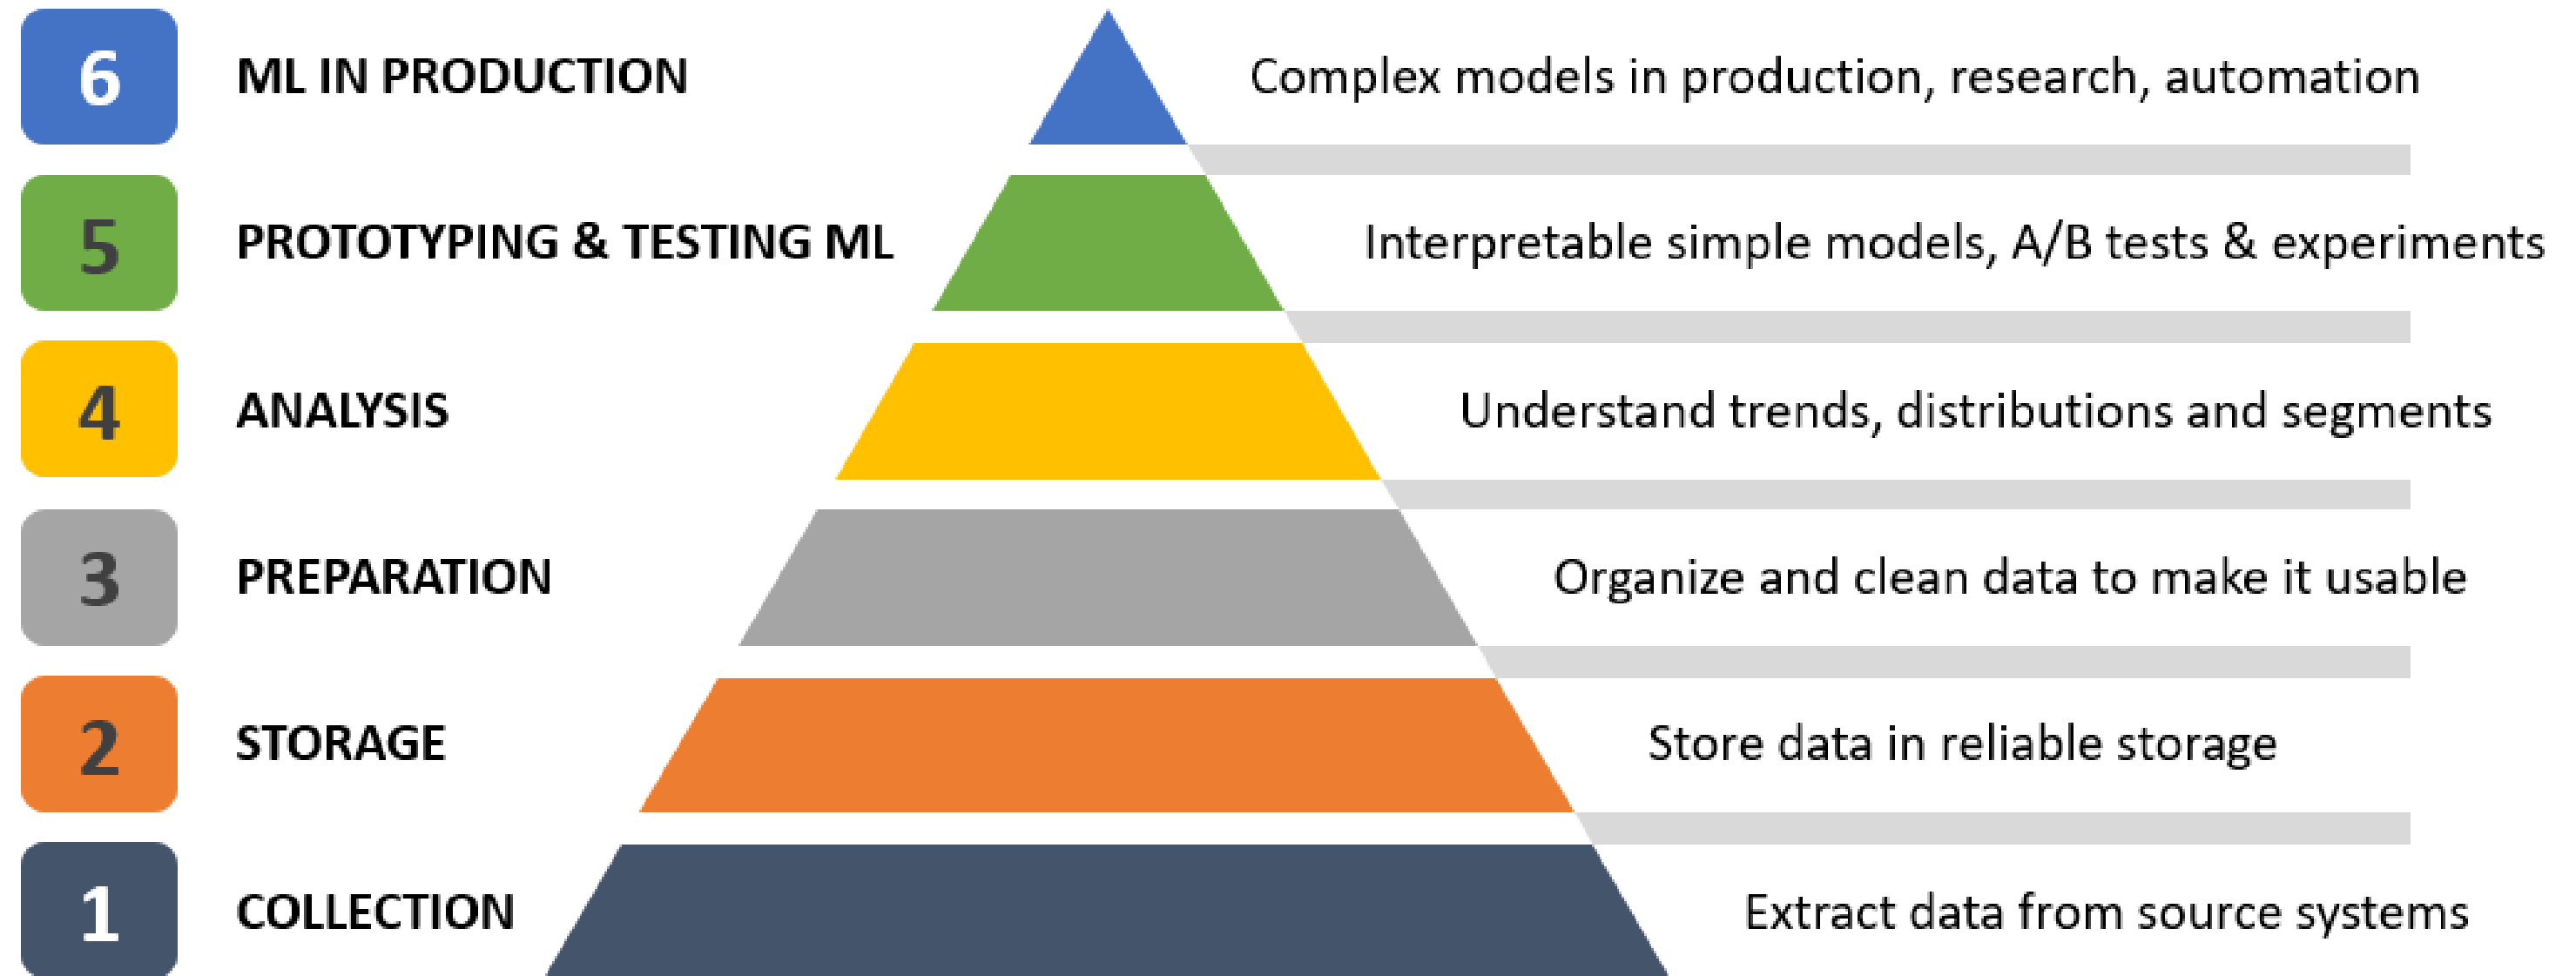 6 ML IN PRODUCTION Complex models in production, research, automation
5 PROTOTYPING & TESTING ML Interpretable simple models, A/B tests & experiments
4 ANALYSIS Understand trends, distributions and segments
3 PREPARATION Organize and clean data to make it usable
2 STORAGE Store data in reliable storage
1 COLLECTION Extract data from source systems